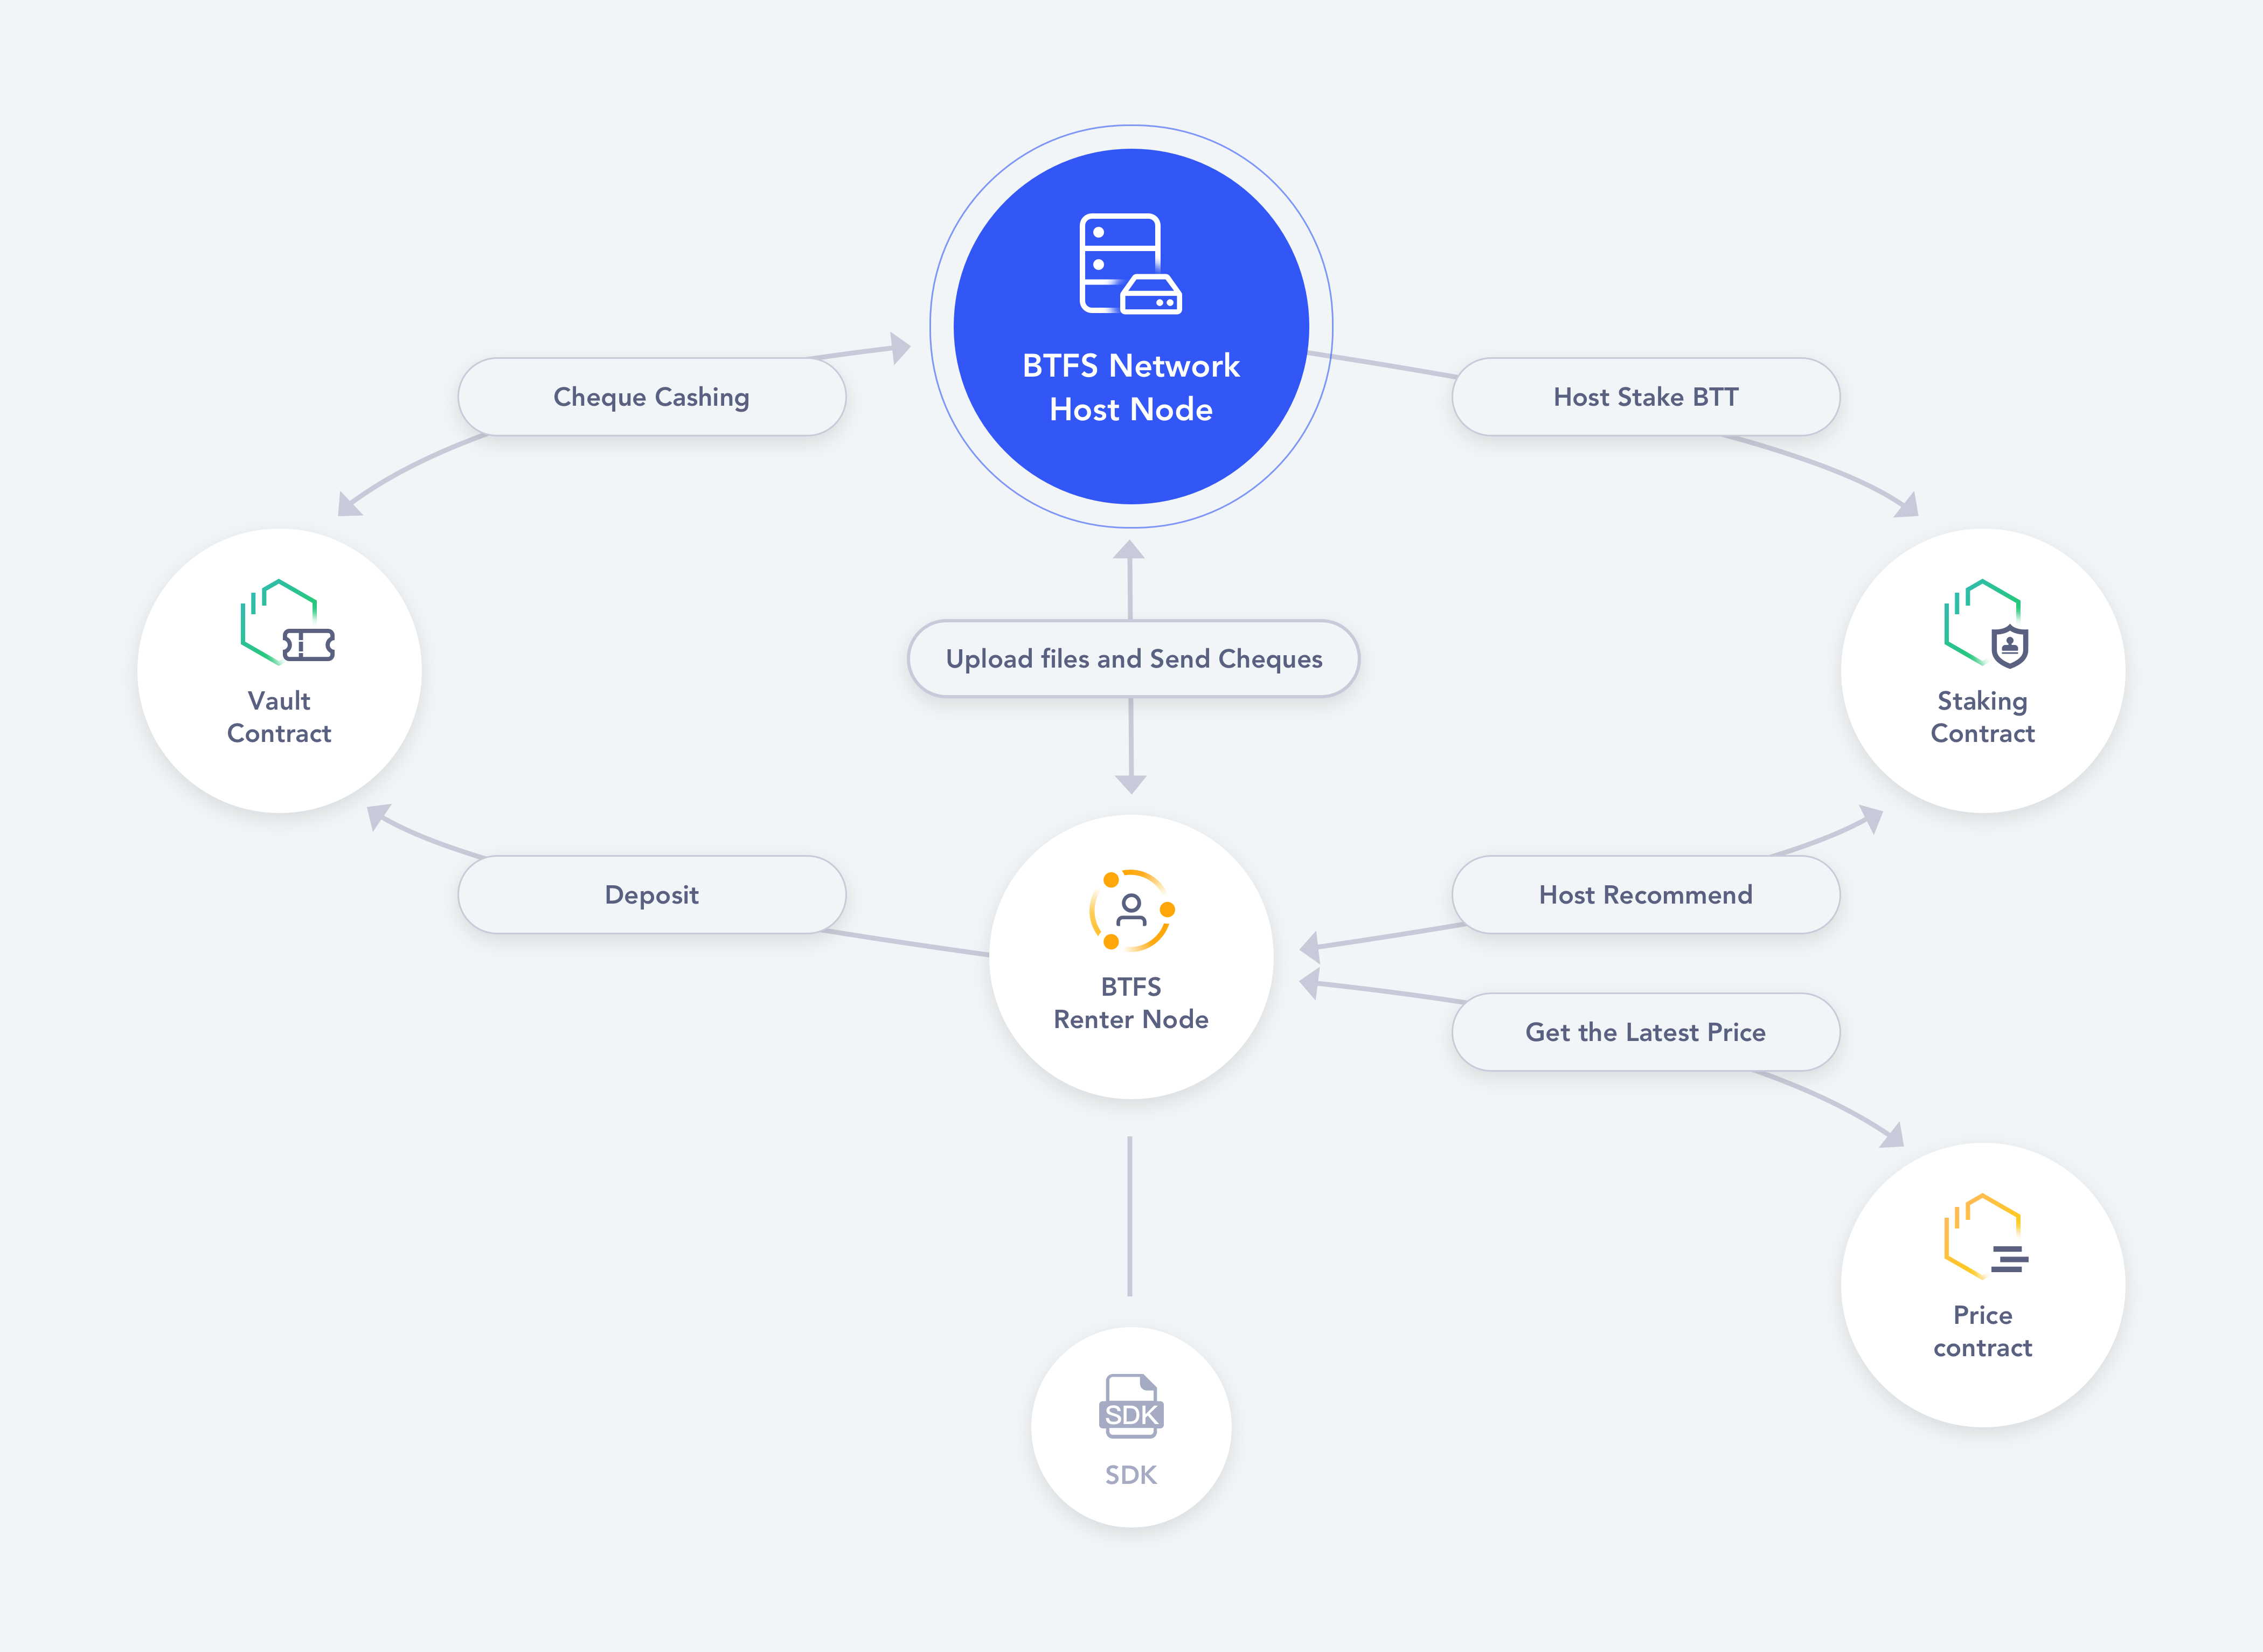 BTFS Network
Host Node
Cheque Cashing
Host Stake BTT
Vault
Contract
Upload files and Send Cheques
Staking
Contract
Deposit
BTFS
Renter Node
Host Recommend
Get the Latest Price
Price
contract
SDK
SDK